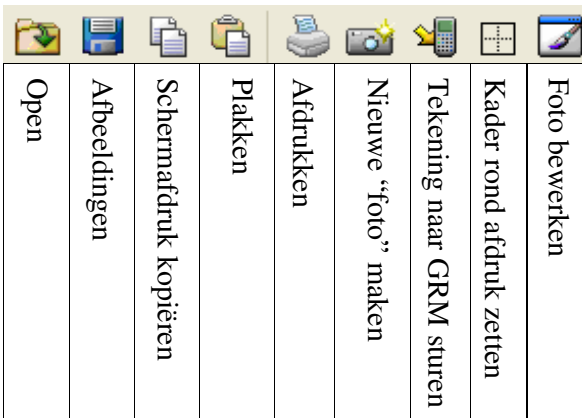 Open
Afbeeldingen
Schermafdruk kopiëren
Plakken
Afdrukken
Nieuwe “foto” maken
Tekening naar GRM sturen
Kader rond afdruk zetten
Foto bewerken